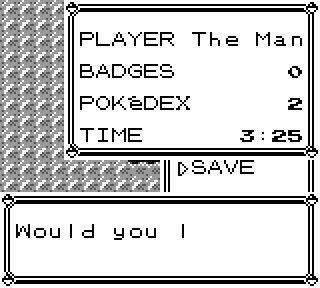 PLAYER The Man
BADGES 0
POKéDEX 2
TIME 3:25
▷SAVE
Would you l